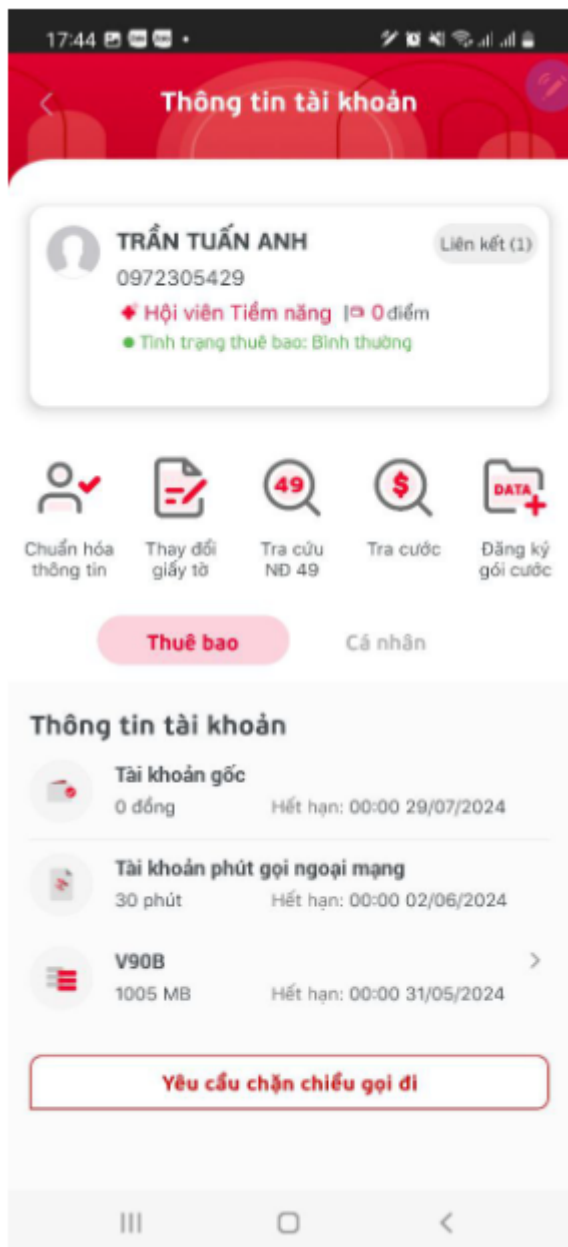 17:44
Thông tin tài khoản
TRẦN TUẤN ANH
Liên kết (1)
0972305429
Hội viên Tiềm năng | 0 điểm
Tình trạng thuê bao: Bình thường
49
$
DATA
Chuẩn hóa thông tin
Thay đổi giấy tờ
Tra cứu NĐ 49
Tra cước
Đăng ký gói cước
Thuê bao
Cá nhân
Thông tin tài khoản
Tài khoản gốc
0 đồng Hết hạn: 00:00 29/07/2024
Tài khoản phút gọi ngoại mạng
30 phút Hết hạn: 00:00 02/06/2024
V90B
1005 MB Hết hạn: 00:00 31/05/2024
Yêu cầu chặn chiều gọi đi